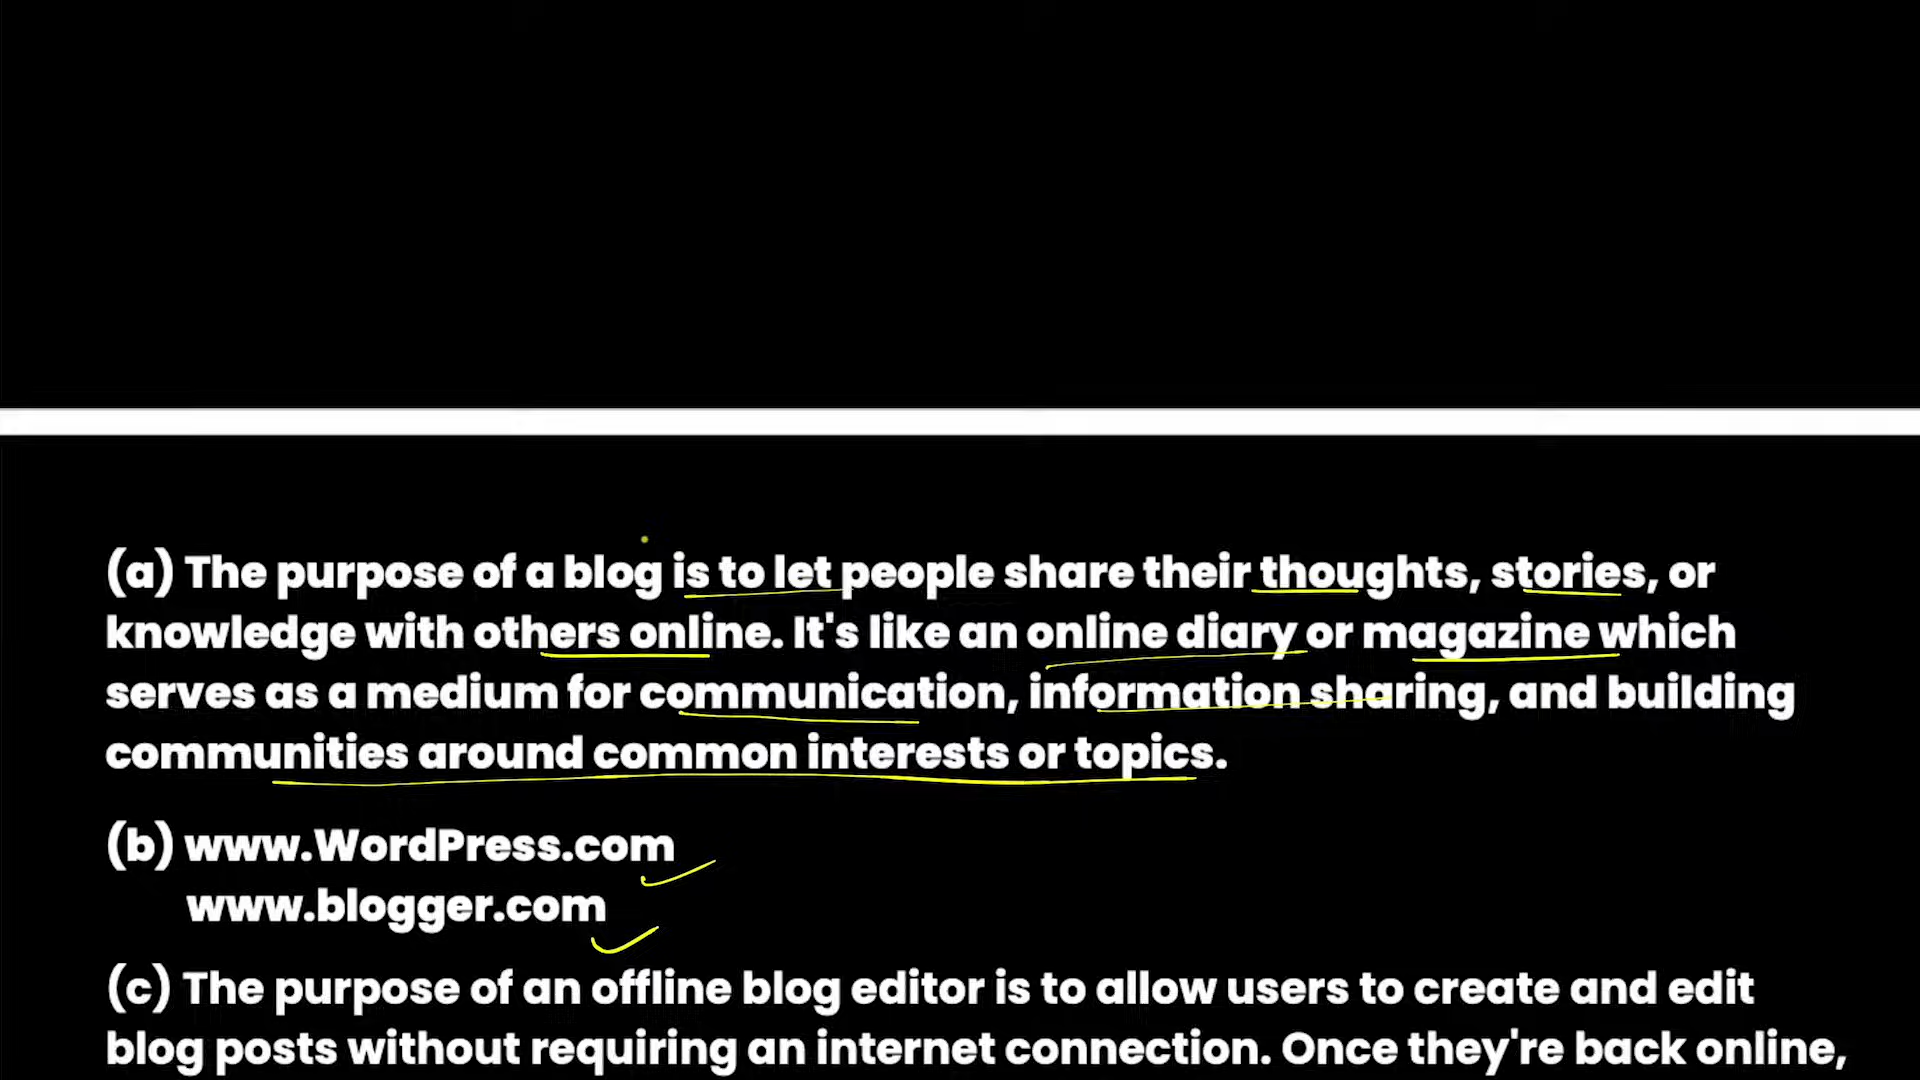 (a) The purpose of a blog is to let people share their thoughts, stories, or
knowledge with others online. It's like an online diary or magazine which
serves as a medium for communication, information sharing, and building
communities around common interests or topics.
(b) www.WordPress.com
www.blogger.com
(c) The purpose of an offline blog editor is to allow users to create and edit
blog posts without requiring an internet connection. Once they're back online,